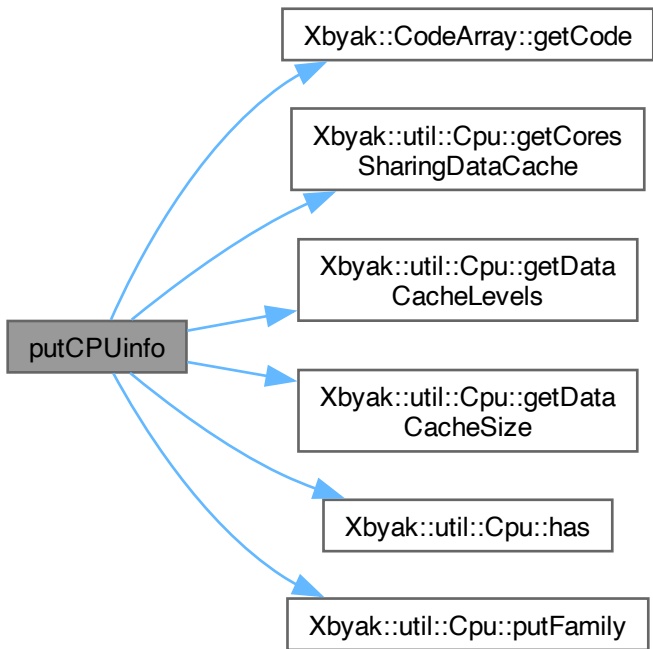 Xbyak::CodeArray::getCode
Xbyak::util::Cpu::getCores
SharingDataCache
Xbyak::util::Cpu::getData
CacheLevels
putCPUinfo
Xbyak::util::Cpu::getData
CacheSize
Xbyak::util::Cpu::has
Xbyak::util::Cpu::putFamily